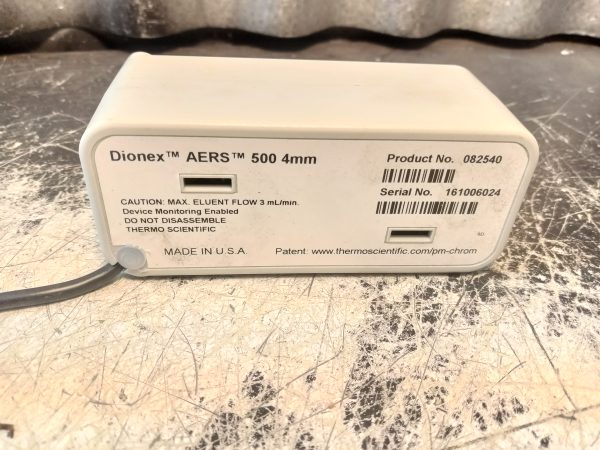 Dionex™ AERS™ 500 4mm
Product No. 082540
Serial No. 161006024
CAUTION: MAX. ELUENT FLOW 3 mL/min.
Device Monitoring Enabled
DO NOT DISASSEMBLE
THERMO SCIENTIFIC
MADE IN U.S.A.
Patent: www.thermoscientific.com/pm-chrom